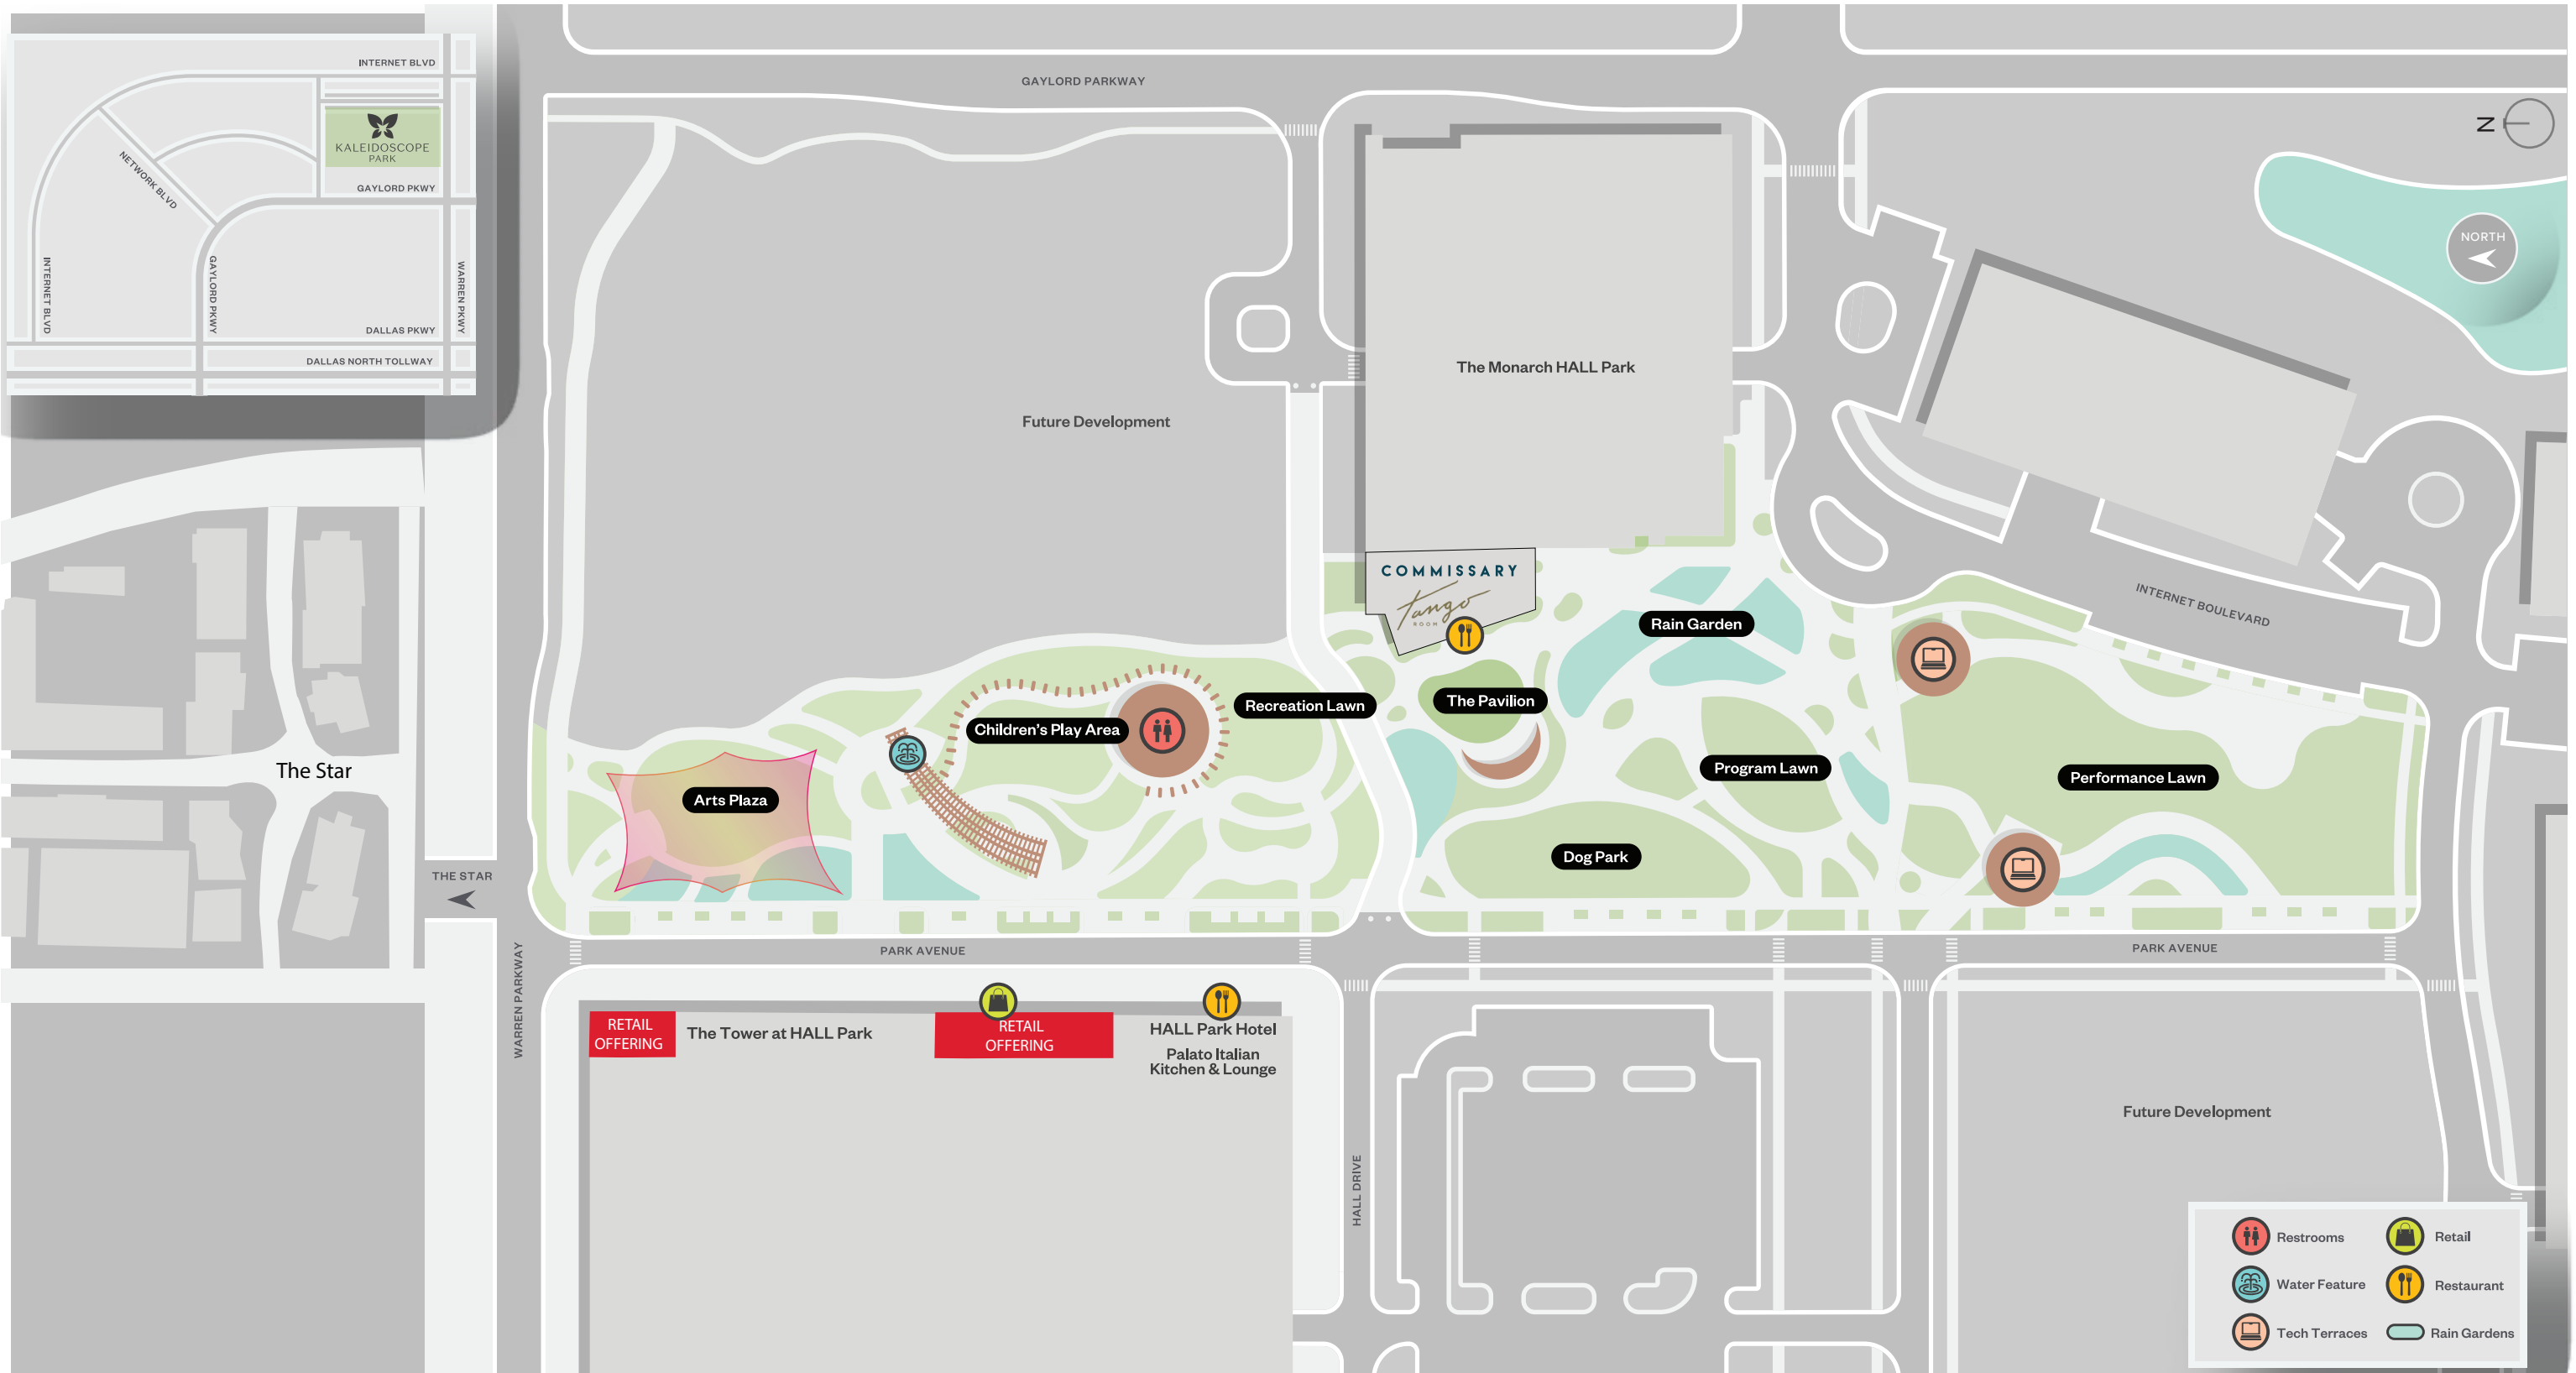 INTERNET BLVD
KALEIDOSCOPE
PARK
NETWORK BLVD
GAYLORD PKWY
INTERNET BLVD
GAYLORD PKWY
WARREN PKWY
DALLAS PKWY
DALLAS NORTH TOLLWAY
GAYLORD PARKWAY
N
NORTH
The Monarch HALL Park
Future Development
COMMISSARY
Tango
ROOM
INTERNET BOULEVARD
Rain Garden
Recreation Lawn
The Pavilion
Children's Play Area
The Star
Arts Plaza
Program Lawn
Performance Lawn
Dog Park
THE STAR
PARK AVENUE
PARK AVENUE
WARREN PARKWAY
RETAIL
OFFERING
The Tower at HALL Park
RETAIL
OFFERING
HALL Park Hotel
Palato Italian
Kitchen & Lounge
HALL DRIVE
Future Development
Restrooms
Retail
Water Feature
Restaurant
Tech Terraces
Rain Gardens